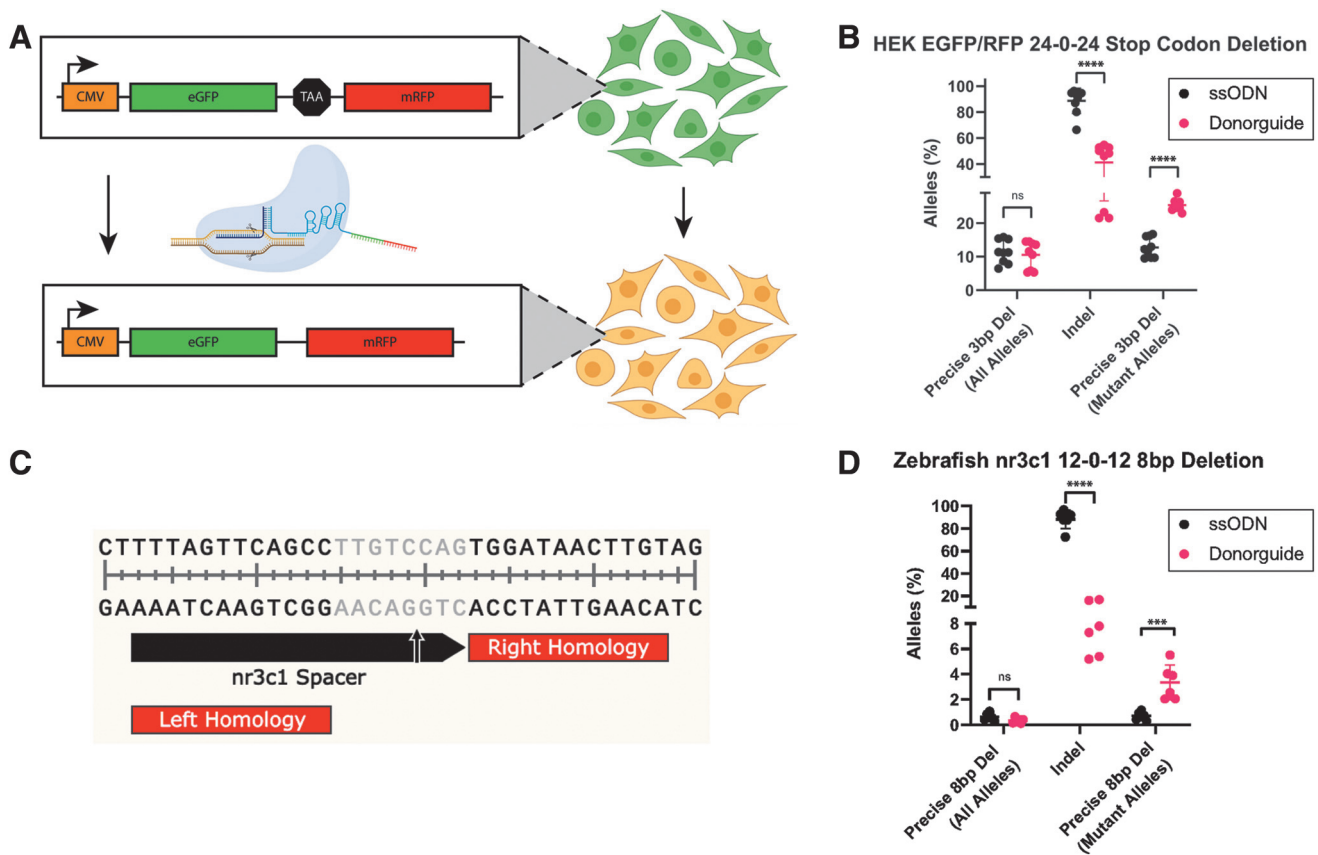 A
CMV eGFP TAA mRFP
CMV eGFP mRFP
B HEK EGFP/RFP 24-0-24 Stop Codon Deletion
Alleles (%)
100
80
60
40
20
10
0
ns
****
****
ssODN
Donorguide
Precise 3bp Del
(All Alleles)
Indel
Precise 3bp Del
(Mutant Alleles)
C
CTTTTAGTTCAGCCTTGTCCAGTGGATAACTTGTAG
GAAAATCAAGTCGGAACAGGTCACCTATTGAACATC
Right Homology
nr3c1 Spacer
Left Homology
D Zebrafish nr3c1 12-0-12 8bp Deletion
Alleles (%)
100
80
60
40
20
8
6
4
2
0
ns
****
***
ssODN
Donorguide
Precise 8bp Del
(All Alleles)
Indel
Precise 8bp Del
(Mutant Alleles)